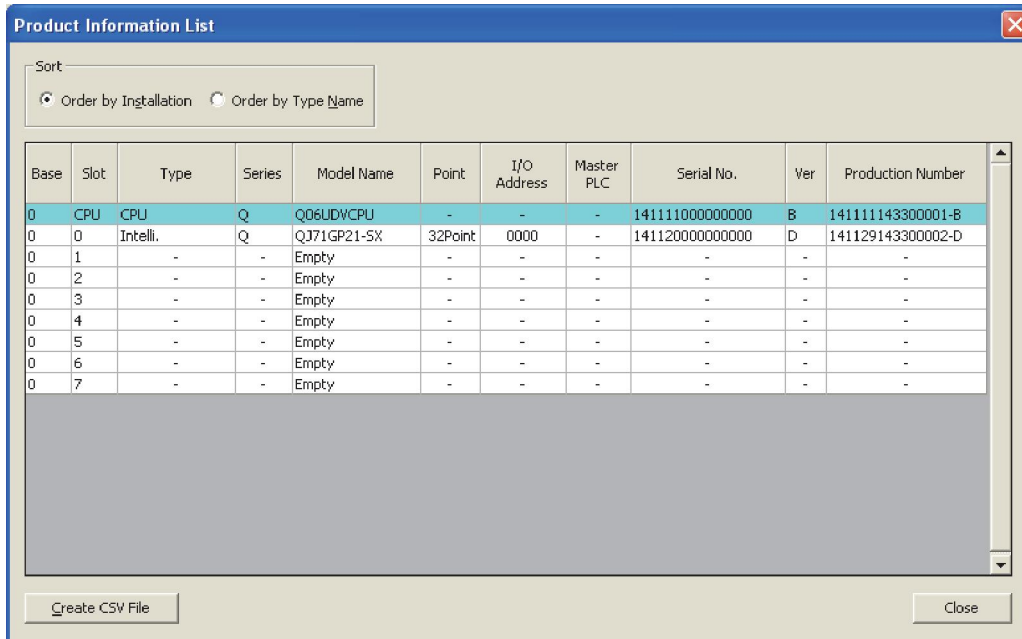 Product Information List
Sort
Order by Installation Order by Type Name
Base Slot Type Series Model Name Point I/O Address Master PLC Serial No. Ver Production Number
0 CPU CPU Q Q06UDVCPU - - - 141111000000000 B 141111143300001-B
0 0 Intelli. Q QJ71GP21-SX 32Point 0000 - 141120000000000 D 141129143300002-D
0 1 - - Empty - - - - - -
0 2 - - Empty - - - - - -
0 3 - - Empty - - - - - -
0 4 - - Empty - - - - - -
0 5 - - Empty - - - - - -
0 6 - - Empty - - - - - -
0 7 - - Empty - - - - - -
Create CSV File Close